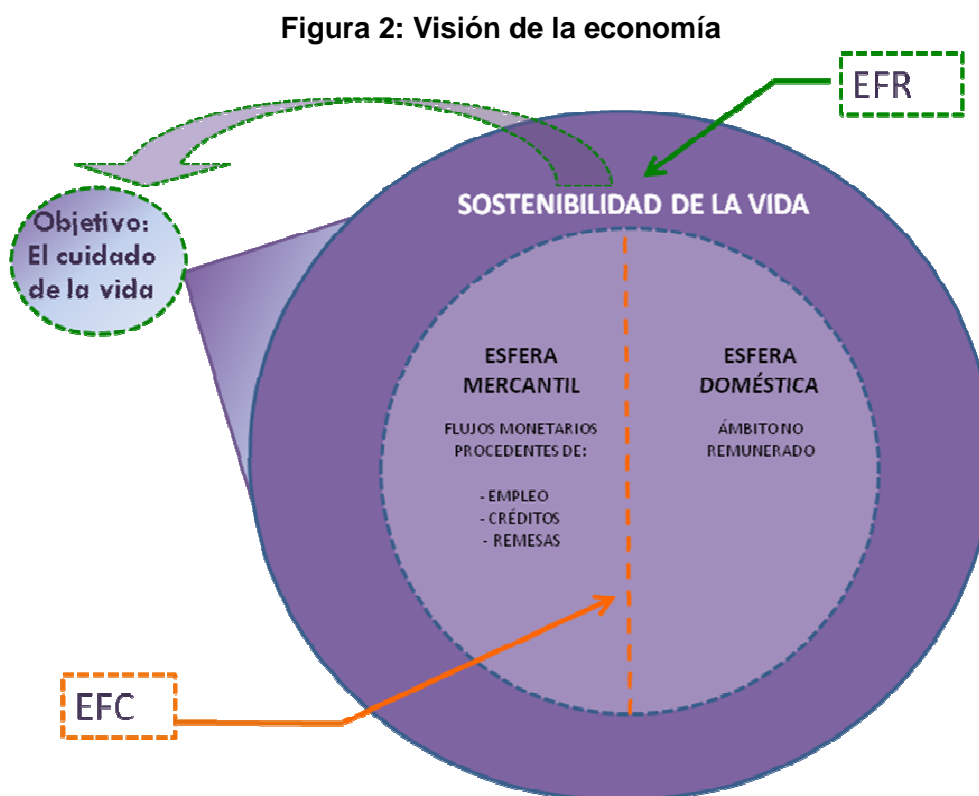 Figura 2: Visión de la economía
EFR
SOSTENIBILIDAD DE LA VIDA
Objetivo:
El cuidado
de la vida
ESFERA
MERCANTIL
FLUJOS MONETARIOS
PROCEDENTES DE:
- EMPLEO
- CRÉDITOS
- REMESAS
ESFERA
DOMÉSTICA
ÁMBITO NO
REMUNERADO
EFC